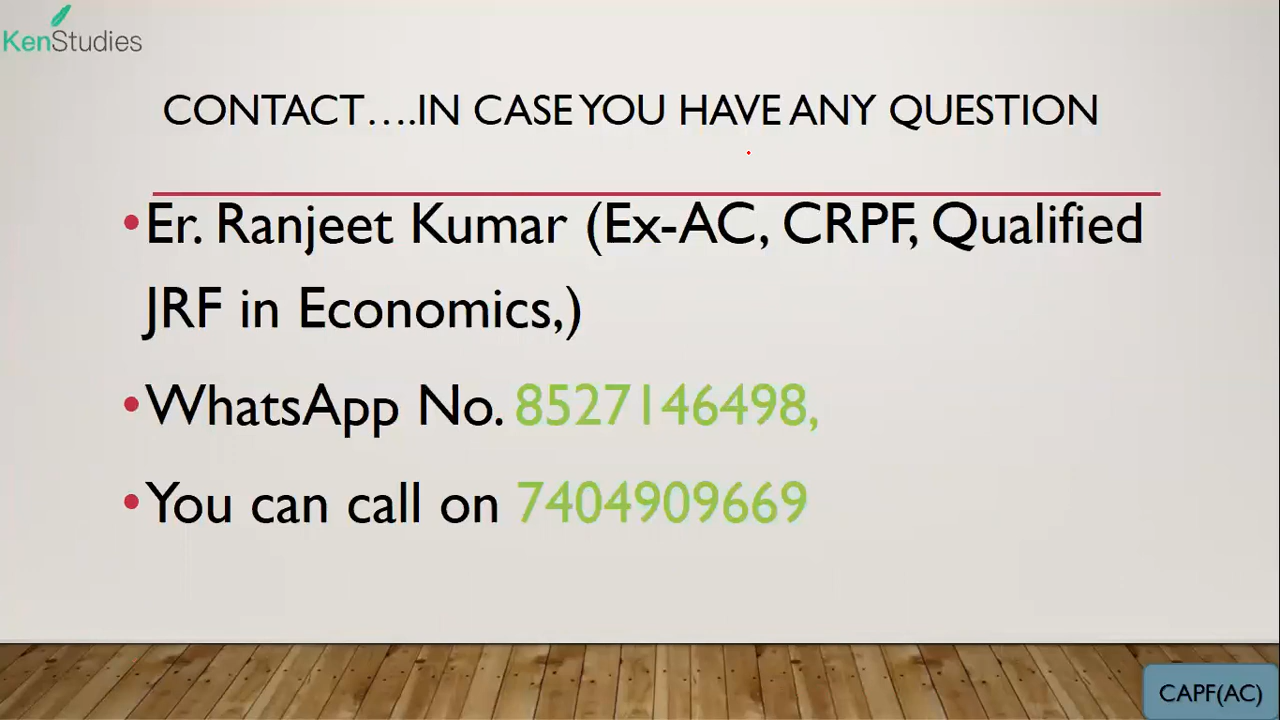 KenStudies
CONTACT….IN CASE YOU HAVE ANY QUESTION
•Er. Ranjeet Kumar (Ex-AC, CRPF, Qualified
JRF in Economics,)
•WhatsApp No. 8527146498,
•You can call on 7404909669
CAPF(AC)